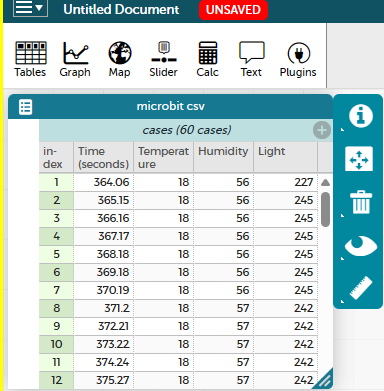 Untitled Document UNSAVED
Tables Graph Map Slider Calc Text Plugins
microbit csv
cases (60 cases)
in- Time Temperat Humidity Light
dex (seconds) ure
1 364.06 18 56 227
2 365.15 18 56 245
3 366.16 18 56 245
4 367.17 18 56 245
5 368.18 18 56 245
6 369.18 18 56 245
7 370.19 18 56 245
8 371.2 18 57 242
9 372.21 18 57 242
10 373.22 18 57 242
11 374.24 18 57 242
12 375.27 18 57 242